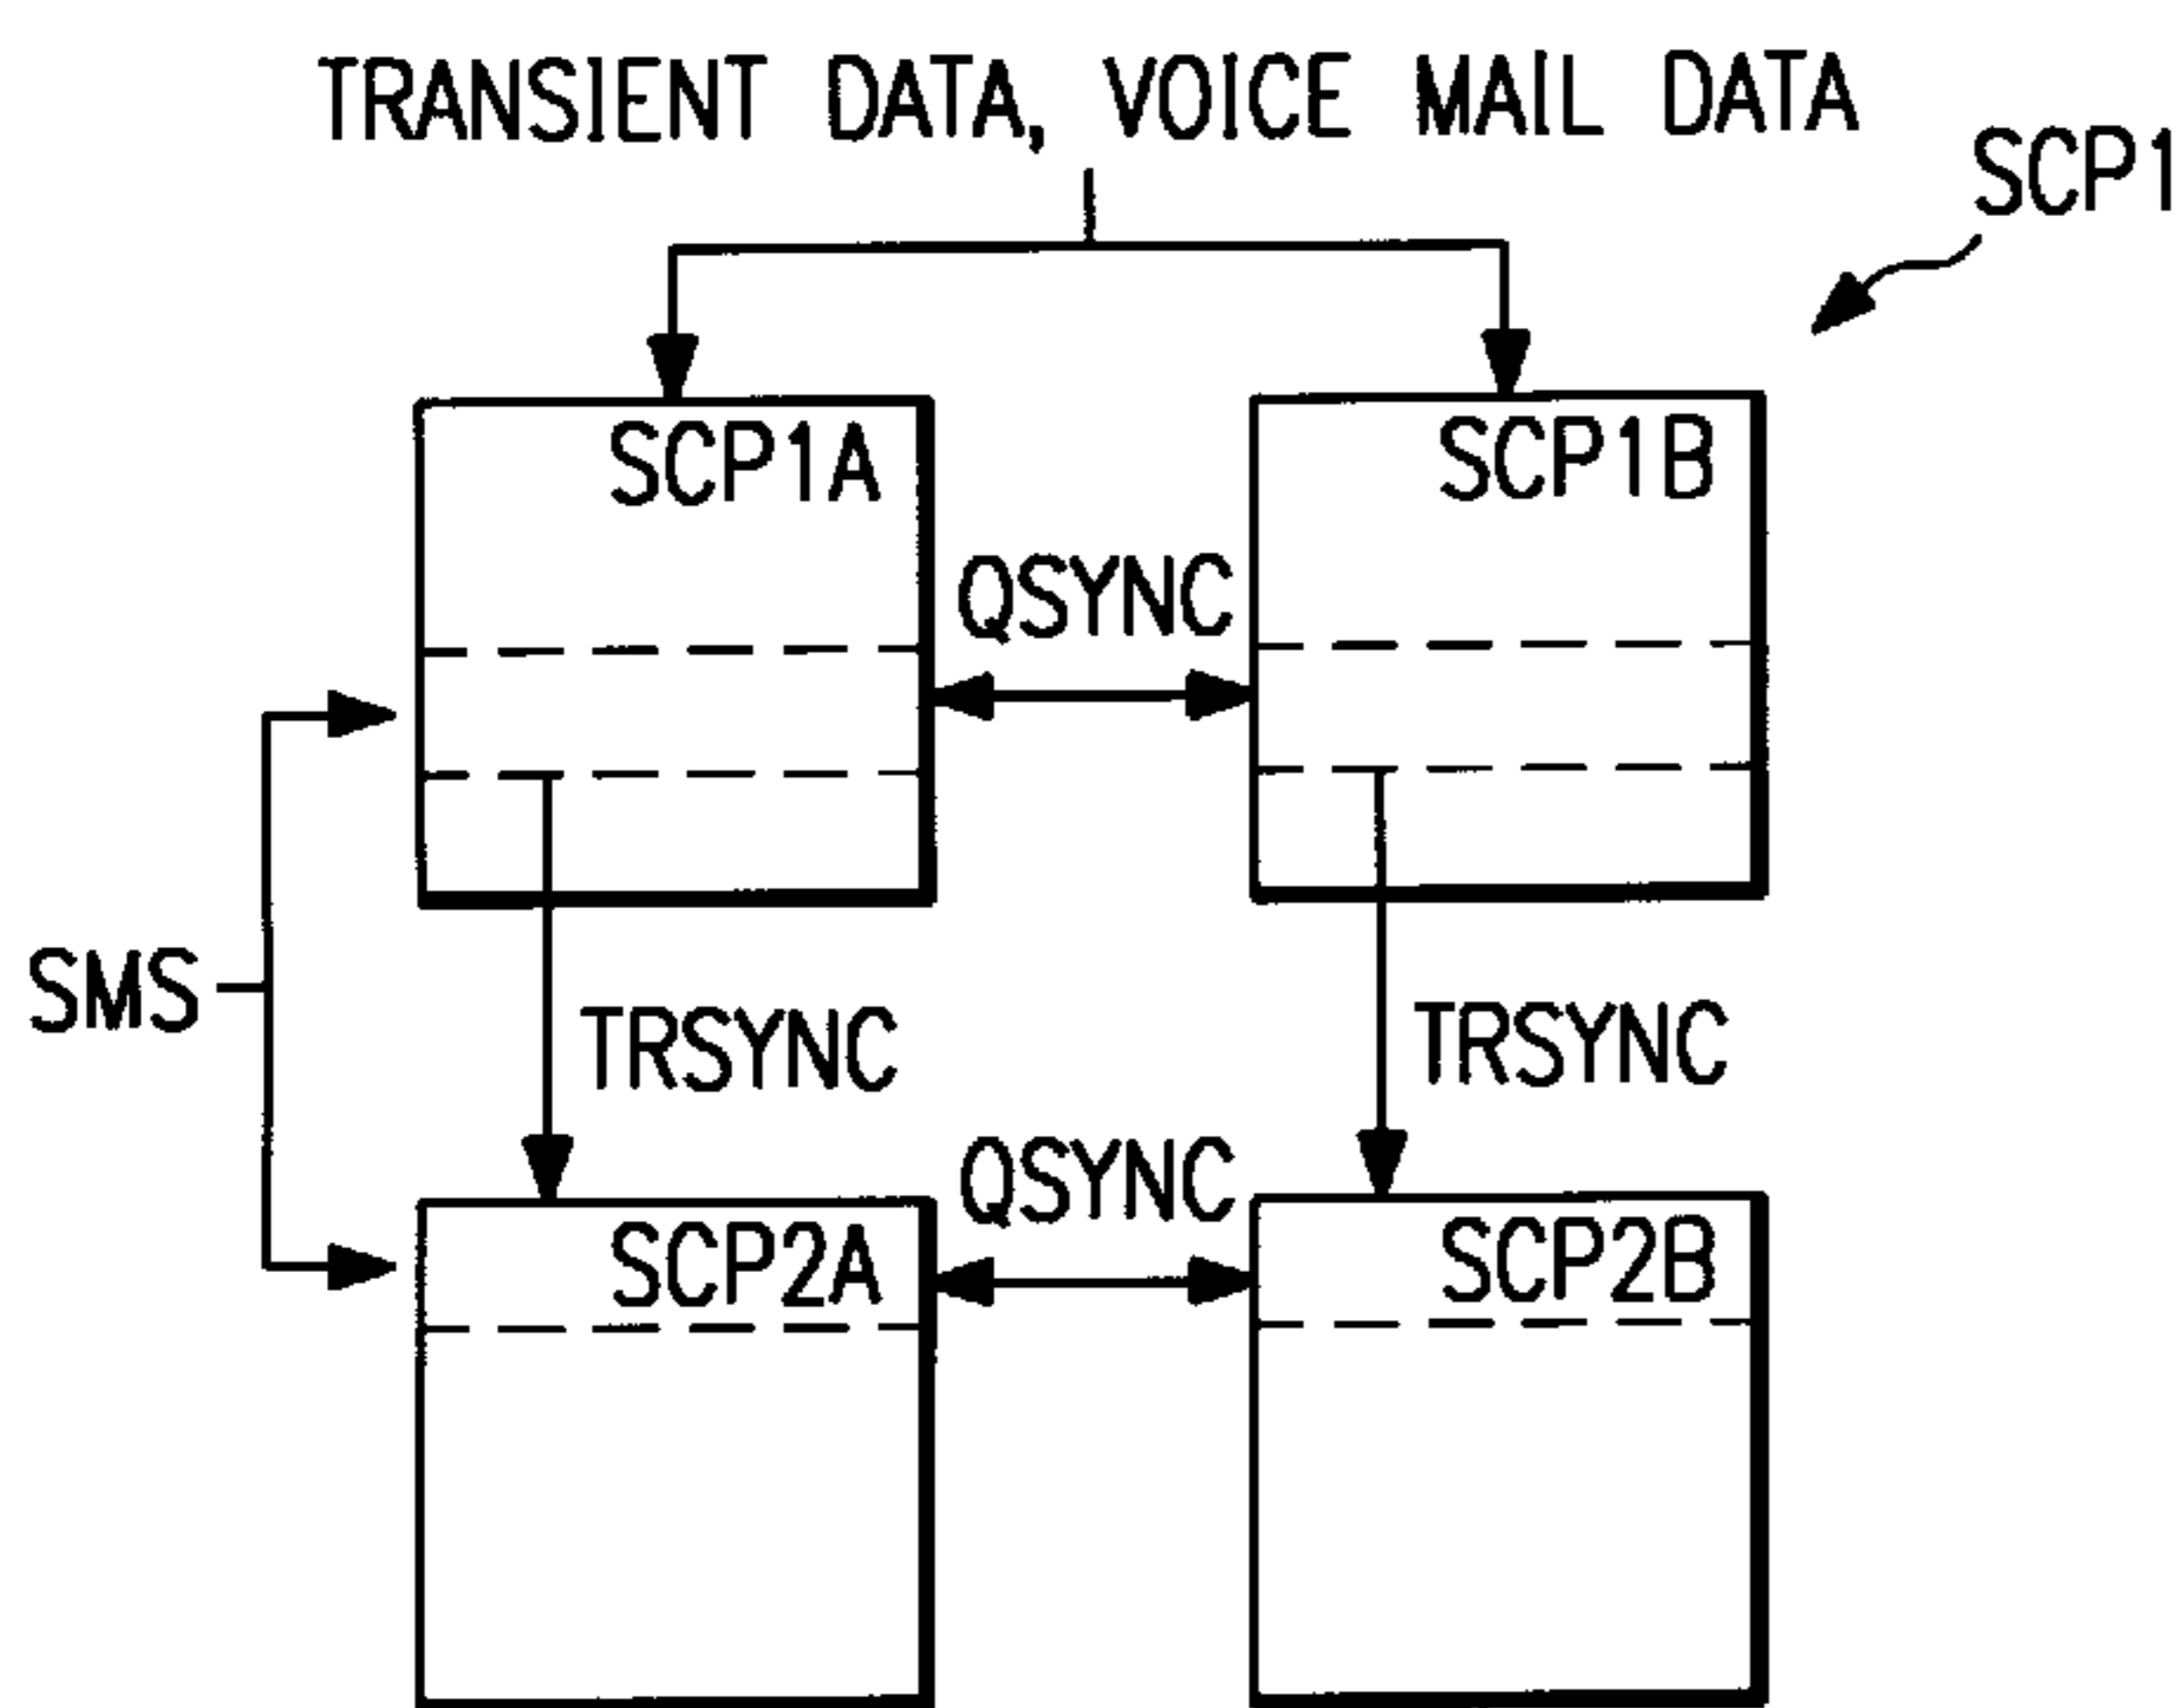 TRANSIENT DATA, VOICE MAIL DATA
SCP1
SCP1A
SCP1B
QSYNC
SMS
TRSYNC
TRSYNC
QSYNC
SCP2A
SCP2B